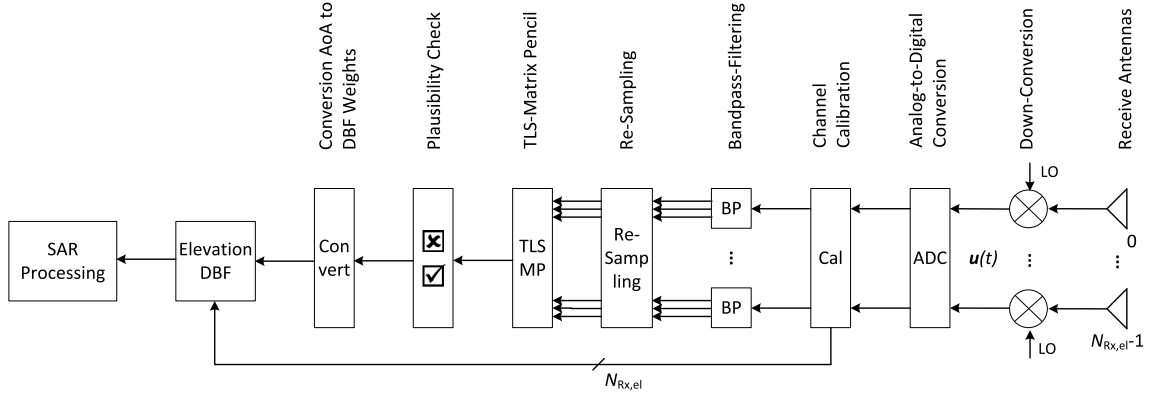 Conversion AoA to
DBF Weights
Plausibility Check
TLS-Matrix Pencil
Re-Sampling
Bandpass-Filtering
Channel
Calibration
Analog-to-Digital
Conversion
Down-Conversion
Receive Antennas
SAR
Processing
Elevation
DBF
Con
vert
TLS
MP
Re-
Samp
ling
BP
...
BP
Cal
ADC
u(t)
LO
...
LO
0
...
N_Rx,el-1
N_Rx,el